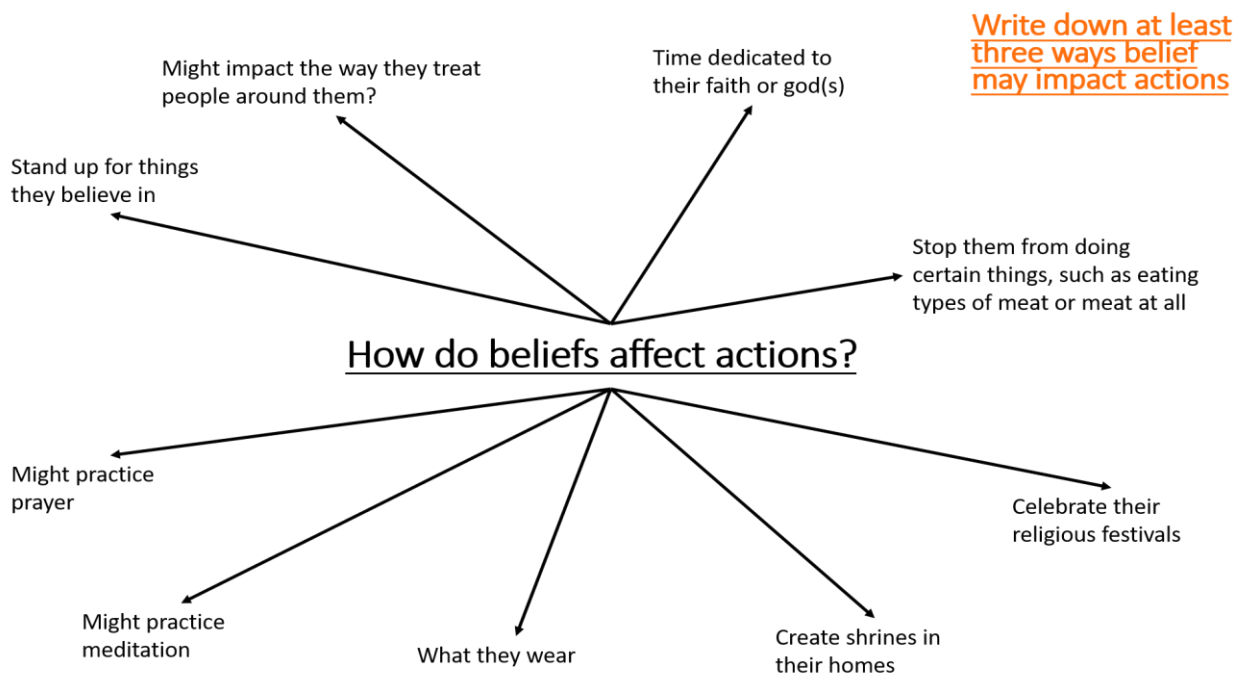 Write down at least
three ways belief
may impact actions
Might impact the way they treat
people around them?
Time dedicated to
their faith or god(s)
Stand up for things
they believe in
Stop them from doing
certain things, such as eating
types of meat or meat at all
How do beliefs affect actions?
Might practice
prayer
Celebrate their
religious festivals
Might practice
meditation
What they wear
Create shrines in
their homes